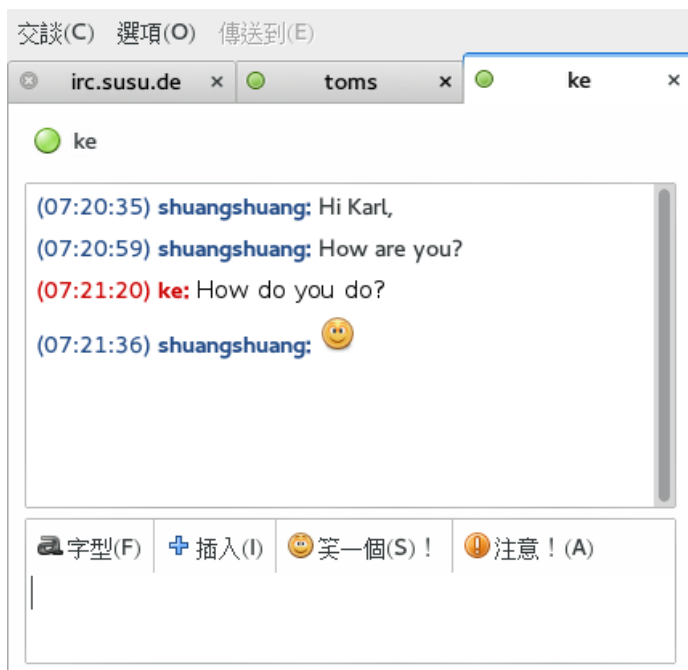 交談(C) 選項(O) 傳送到(E)
irc.susu.de × toms × ke ×
ke
(07:20:35) shuangshuang: Hi Karl,
(07:20:59) shuangshuang: How are you?
(07:21:20) ke: How do you do?
(07:21:36) shuangshuang:
字型(F) 插入(I) 笑一個(S)！ 注意！(A)